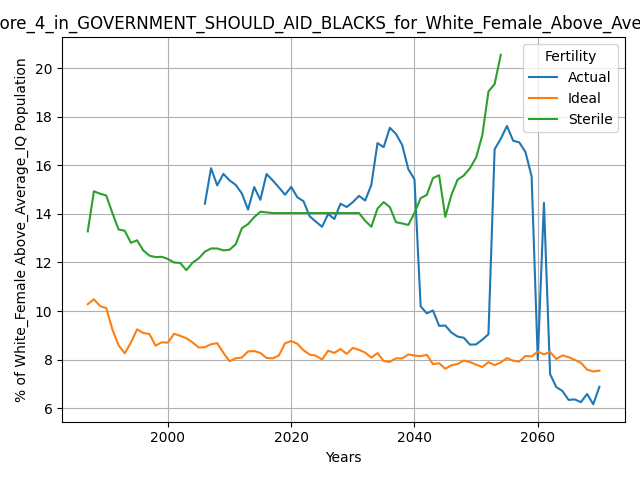 ore_4_in_GOVERNMENT_SHOULD_AID_BLACKS_for_White_Female_Above_Ave
% of White_Female Above_Average_IQ Population
20
18
16
14
12
10
8
6
2000
2020
2040
2060
Years
Fertility
Actual
Ideal
Sterile